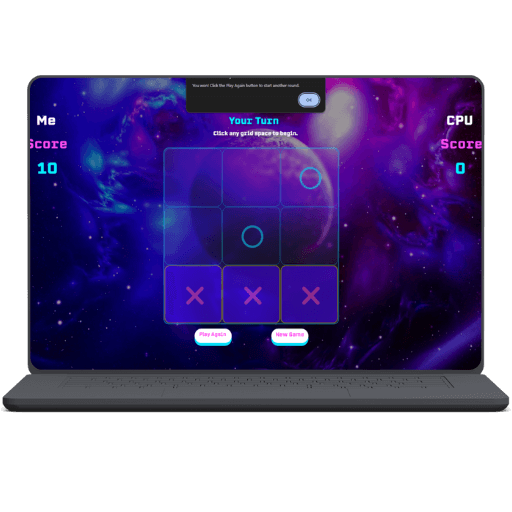 You won! Click the Play Again button to start another round.
OK
Me
Your Turn
CPU
Click any grid space to begin.
Score
Score
10
0
Play Again
New Game